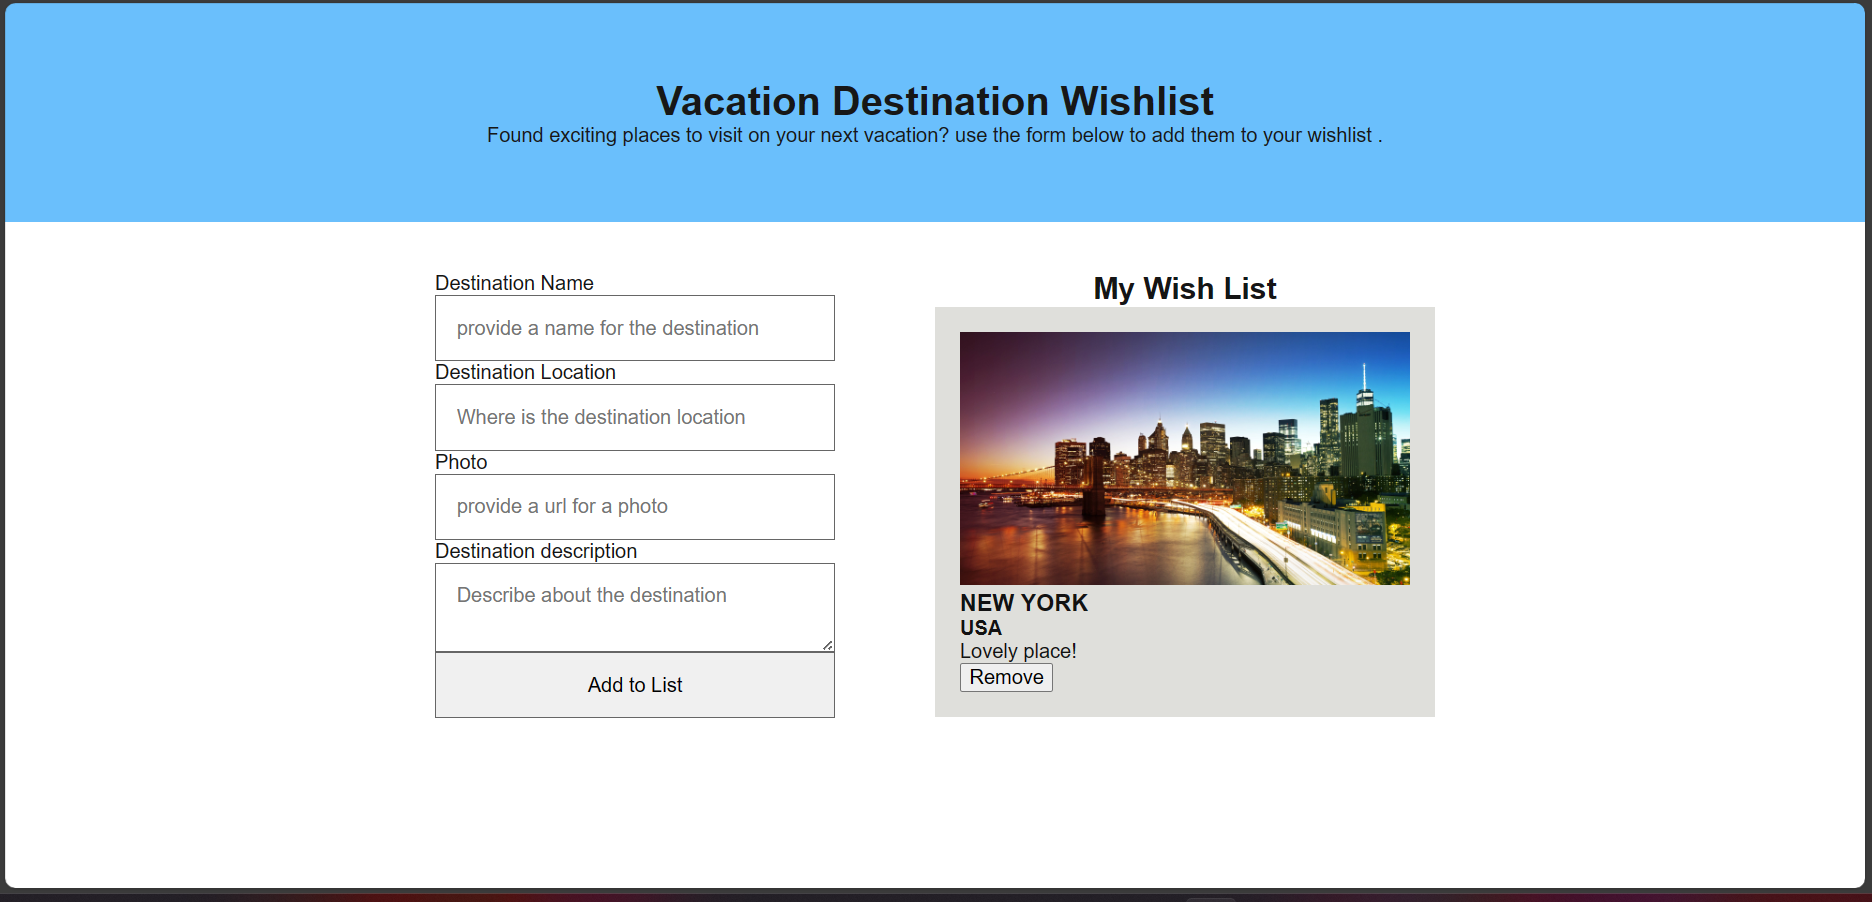 Vacation Destination Wishlist
Found exciting places to visit on your next vacation? use the form below to add them to your wishlist .
Destination Name
provide a name for the destination
Destination Location
Where is the destination location
Photo
provide a url for a photo
Destination description
Describe about the destination
Add to List
My Wish List
NEW YORK
USA
Lovely place!
Remove